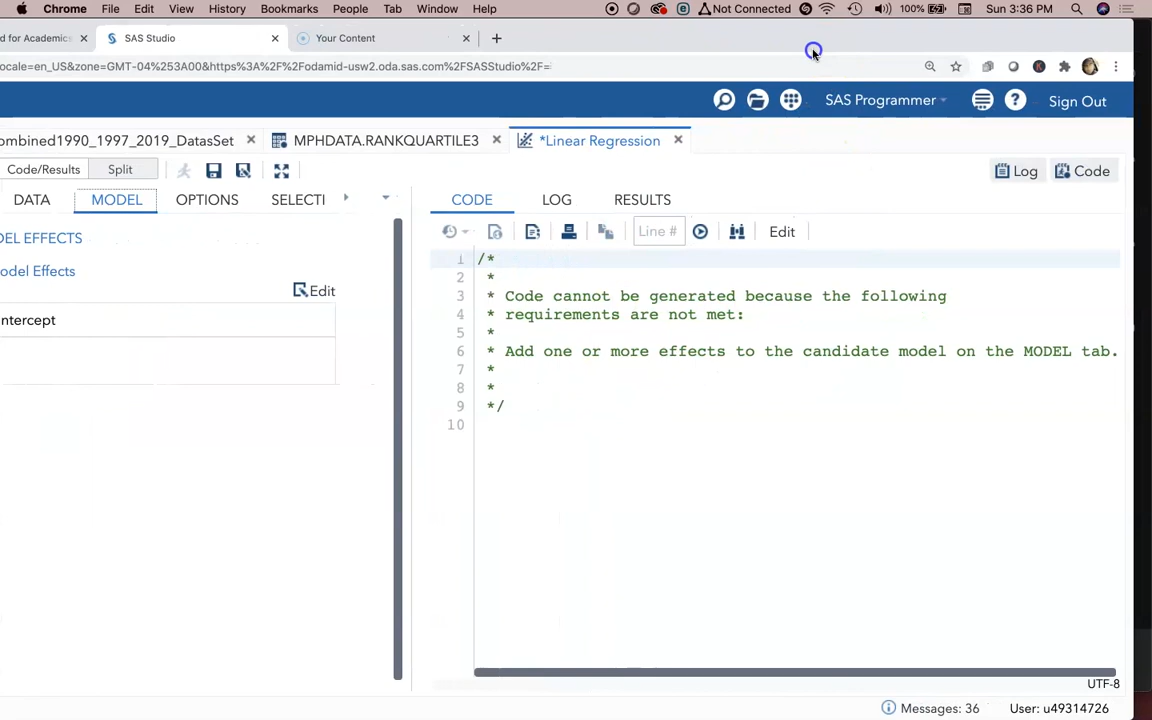 Chrome File Edit View History Bookmarks People Tab Window Help Not Connected 100% Sun 3:36 PM
d for Academics SAS Studio Your Content
ocale=en_US&zone=GMT-04%253A00&https%3A%2F%2Fodamid-usw2.oda.sas.com%2FSASStudio%2F=
SAS Programmer Sign Out
ombined1990_1997_2019_DatasSet MPHDATA.RANKQUARTILE3 *Linear Regression
Code/Results Split Log Code
DATA MODEL OPTIONS SELECTI CODE LOG RESULTS
Line # Edit
DEL EFFECTS
odel Effects
Edit
ntercept
1 /*
2 *
3 * Code cannot be generated because the following
4 * requirements are not met:
5 *
6 * Add one or more effects to the candidate model on the MODEL tab.
7 *
8 *
9 */
10
UTF-8
Messages: 36 User: u49314726